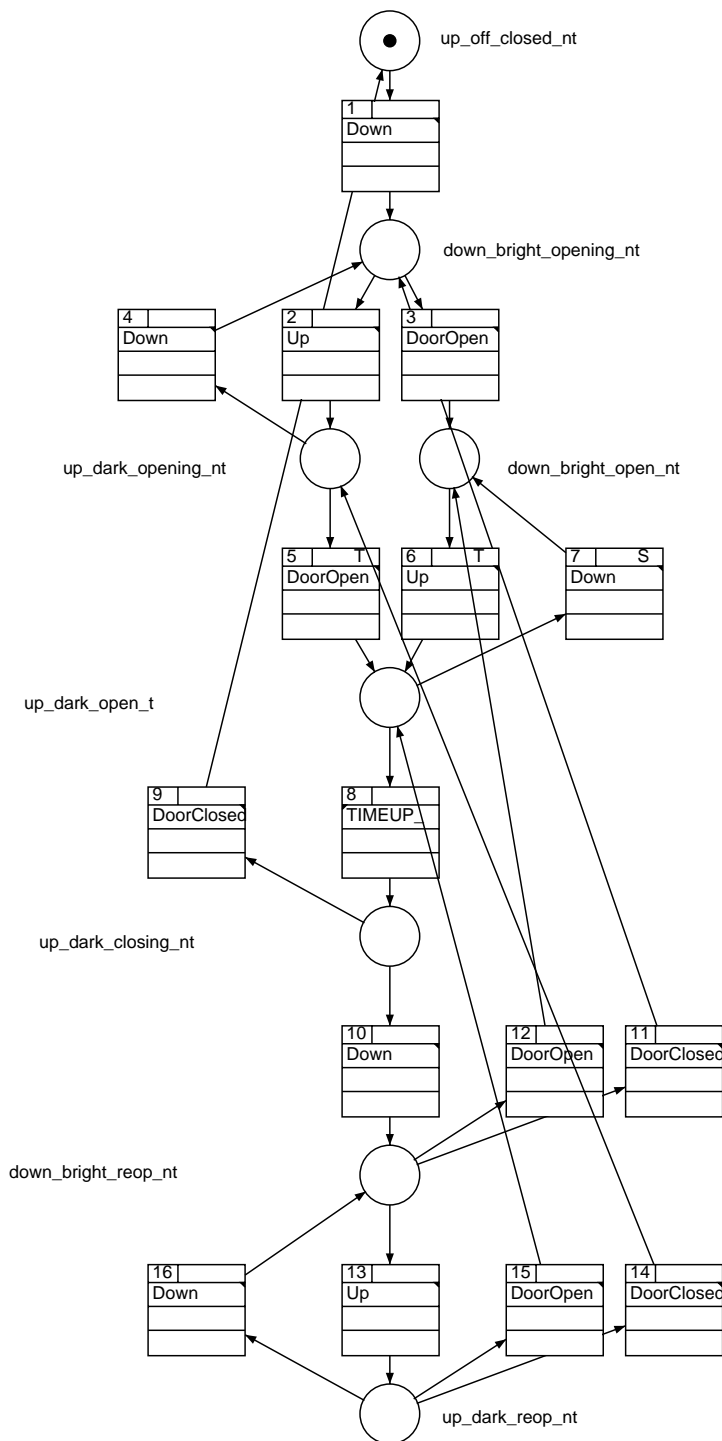 up_off_closed_nt
1
Down
down_bright_opening_nt
4
Down
2
Up
3
DoorOpen
up_dark_opening_nt
down_bright_open_nt
5 T
DoorOpen
6 T
Up
7 S
Down
up_dark_open_t
9
DoorClosed
8
TIMEUP_
up_dark_closing_nt
10
Down
12
DoorOpen
11
DoorClosed
down_bright_reop_nt
16
Down
13
Up
15
DoorOpen
14
DoorClosed
up_dark_reop_nt